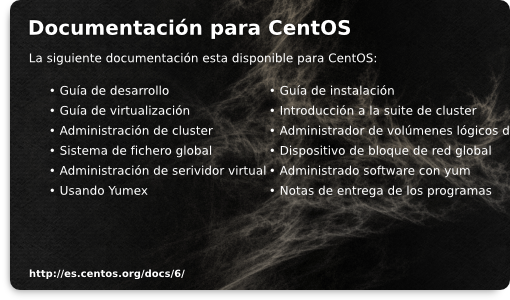 Documentación para CentOS
La siguiente documentación esta disponible para CentOS:
• Guía de desarrollo
• Guía de virtualización
• Administración de cluster
• Sistema de fichero global
• Administración de serividor virtual
• Usando Yumex
• Guía de instalación
• Introducción a la suite de cluster
• Administrador de volúmenes lógicos d
• Dispositivo de bloque de red global
• Administrado software con yum
• Notas de entrega de los programas
http://es.centos.org/docs/6/